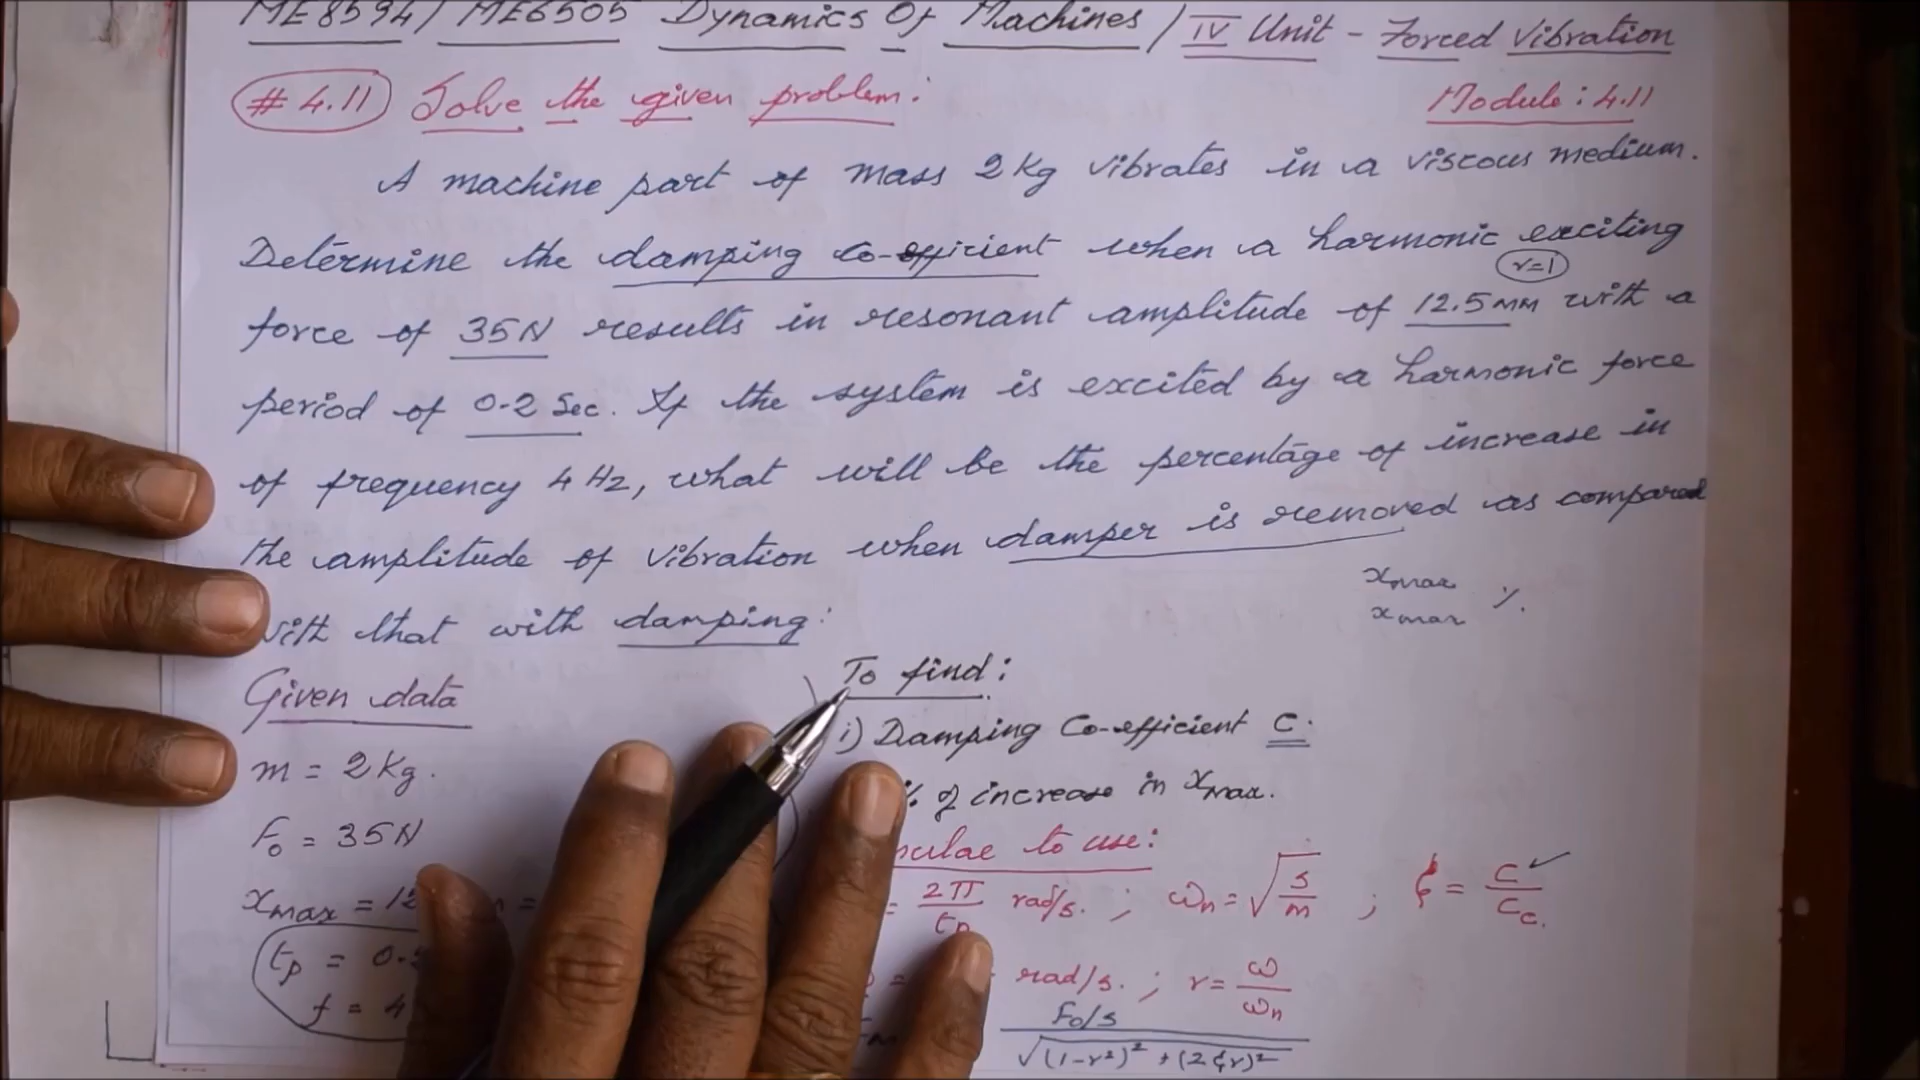 ME8594/ ME6505 Dynamics Of Machines / IV Unit - Forced Vibration
# 4.11 Solve the given problem: Module: 4.11
A machine part of mass 2 Kg vibrates in a viscous medium.
Determine the damping Co-efficient when a harmonic exciting
r=1
force of 35N results in resonant amplitude of 12.5mm with a
period of 0.2 Sec. If the system is excited by a harmonic force
of frequency 4 Hz, what will be the percentage of increase in
the amplitude of vibration when damper is removed as compared
xmax
xmax %.
with that with damping:
Given data
To find:
i) Damping Co-efficient C.
m = 2 Kg.
% of increase in xmax.
F₀ = 35N
ulae to use:
xmax = 12
= 2π/tp rad/s. ; ωn = √(s/m) ; ξ = C/Cc.
tp = 0.
= rad/s. ; r = ω/ωn
f = 4
F₀/s / √((1-r²)² + (2ξr)²)